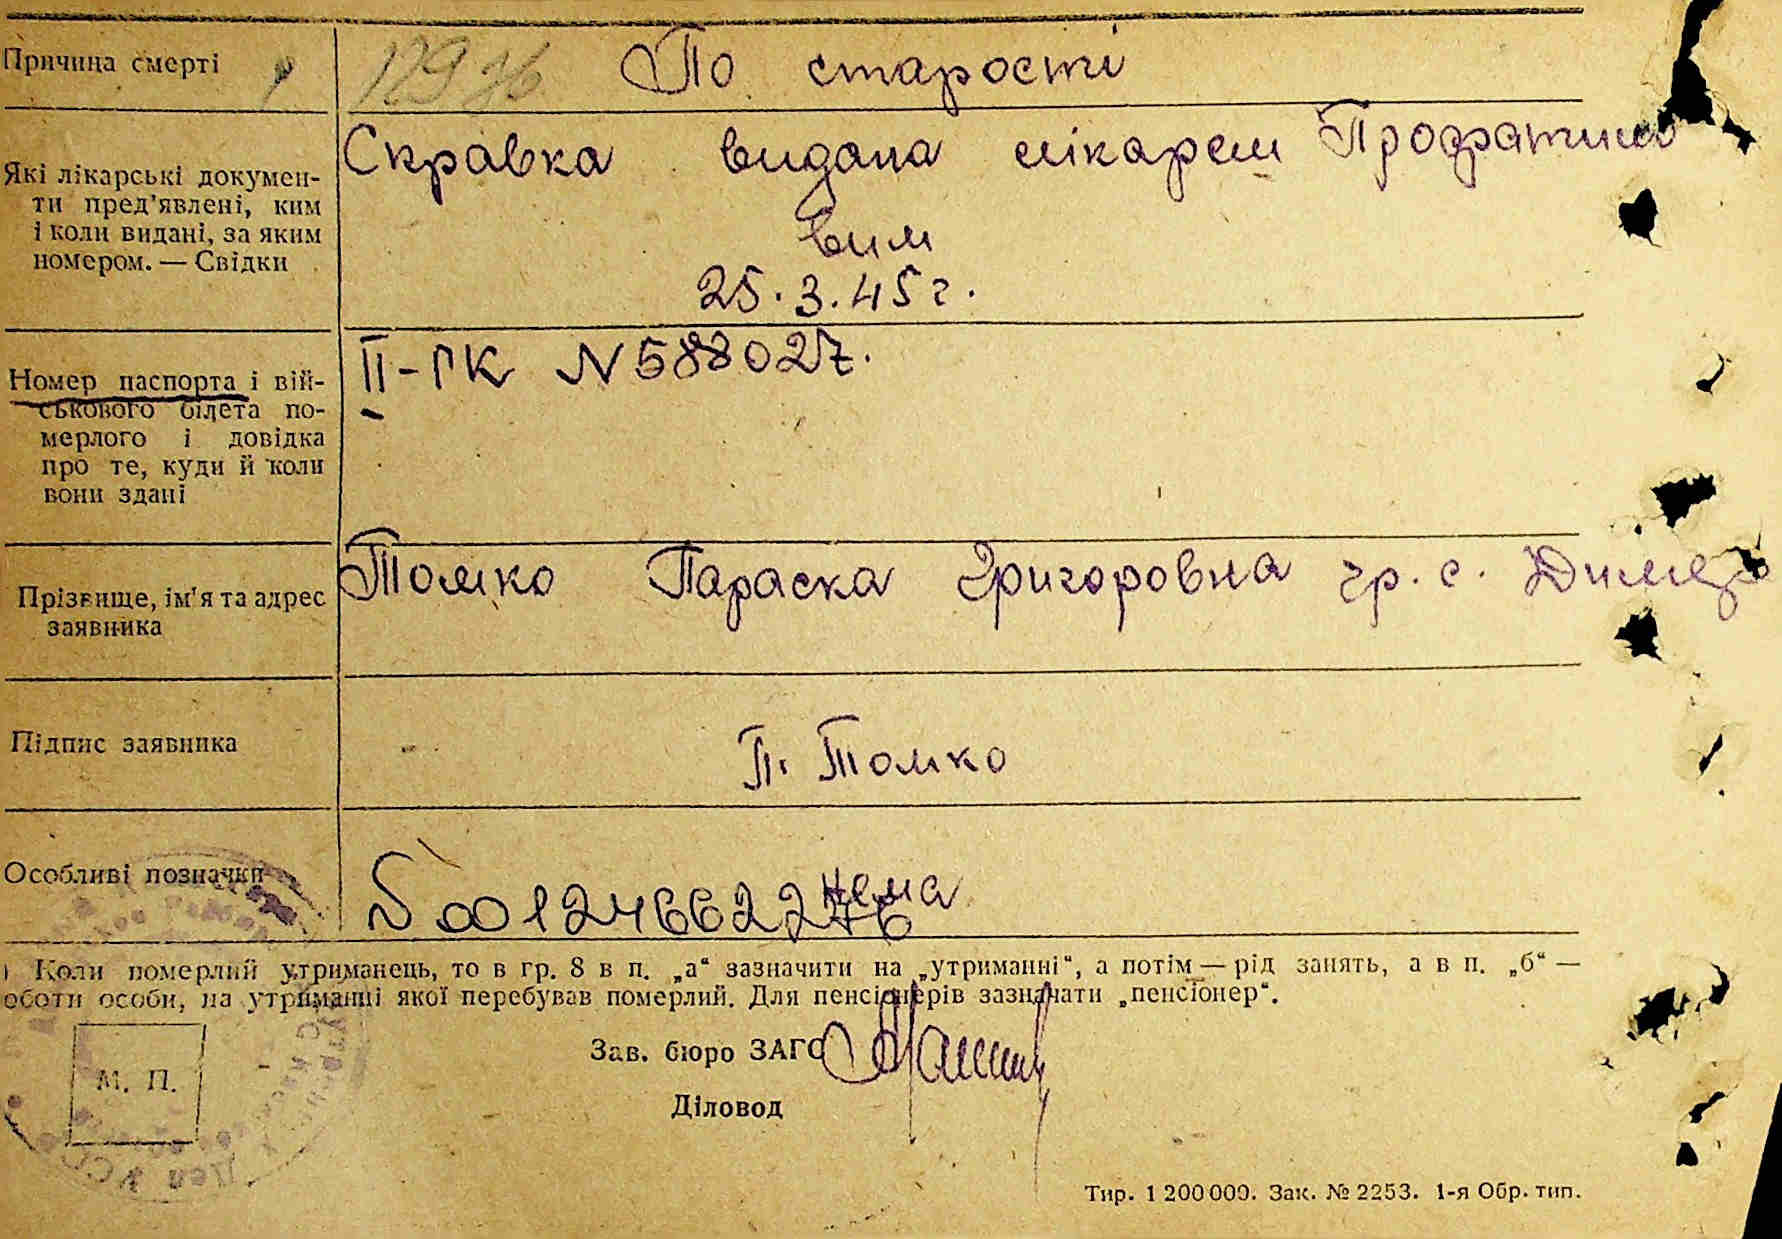 Причина смерті По старості
Які лікарські докумен-
ти пред'явлені, ким
і коли видані, за яким
номером. — Свідки
Справка видана лікарем
вим
25.3.45г.
Номер паспорта і вій-
ськового білета по-
мерлого і довідка
про те, куди й коли
вони здані
II-ГК N588027.
Прізвище, ім'я та адрес
заявника
Томко Параска Григоровна гр. с.
Підпис заявника
П. Томко
Особливі позначки
нема
Коли померлий утриманець, то в гр. 8 в п. „а“ зазначити на „утриманні“, а потім — рід занять, а в п. „б“ —
оботи особи, на утриманні якої перебував померлий. Для пенсіонерів зазначати „пенсіонер“.
Зав. бюро ЗАГС
М. П.
Діловод
Тир. 1 200 000. Зак. № 2253. 1-я Обр. тип.